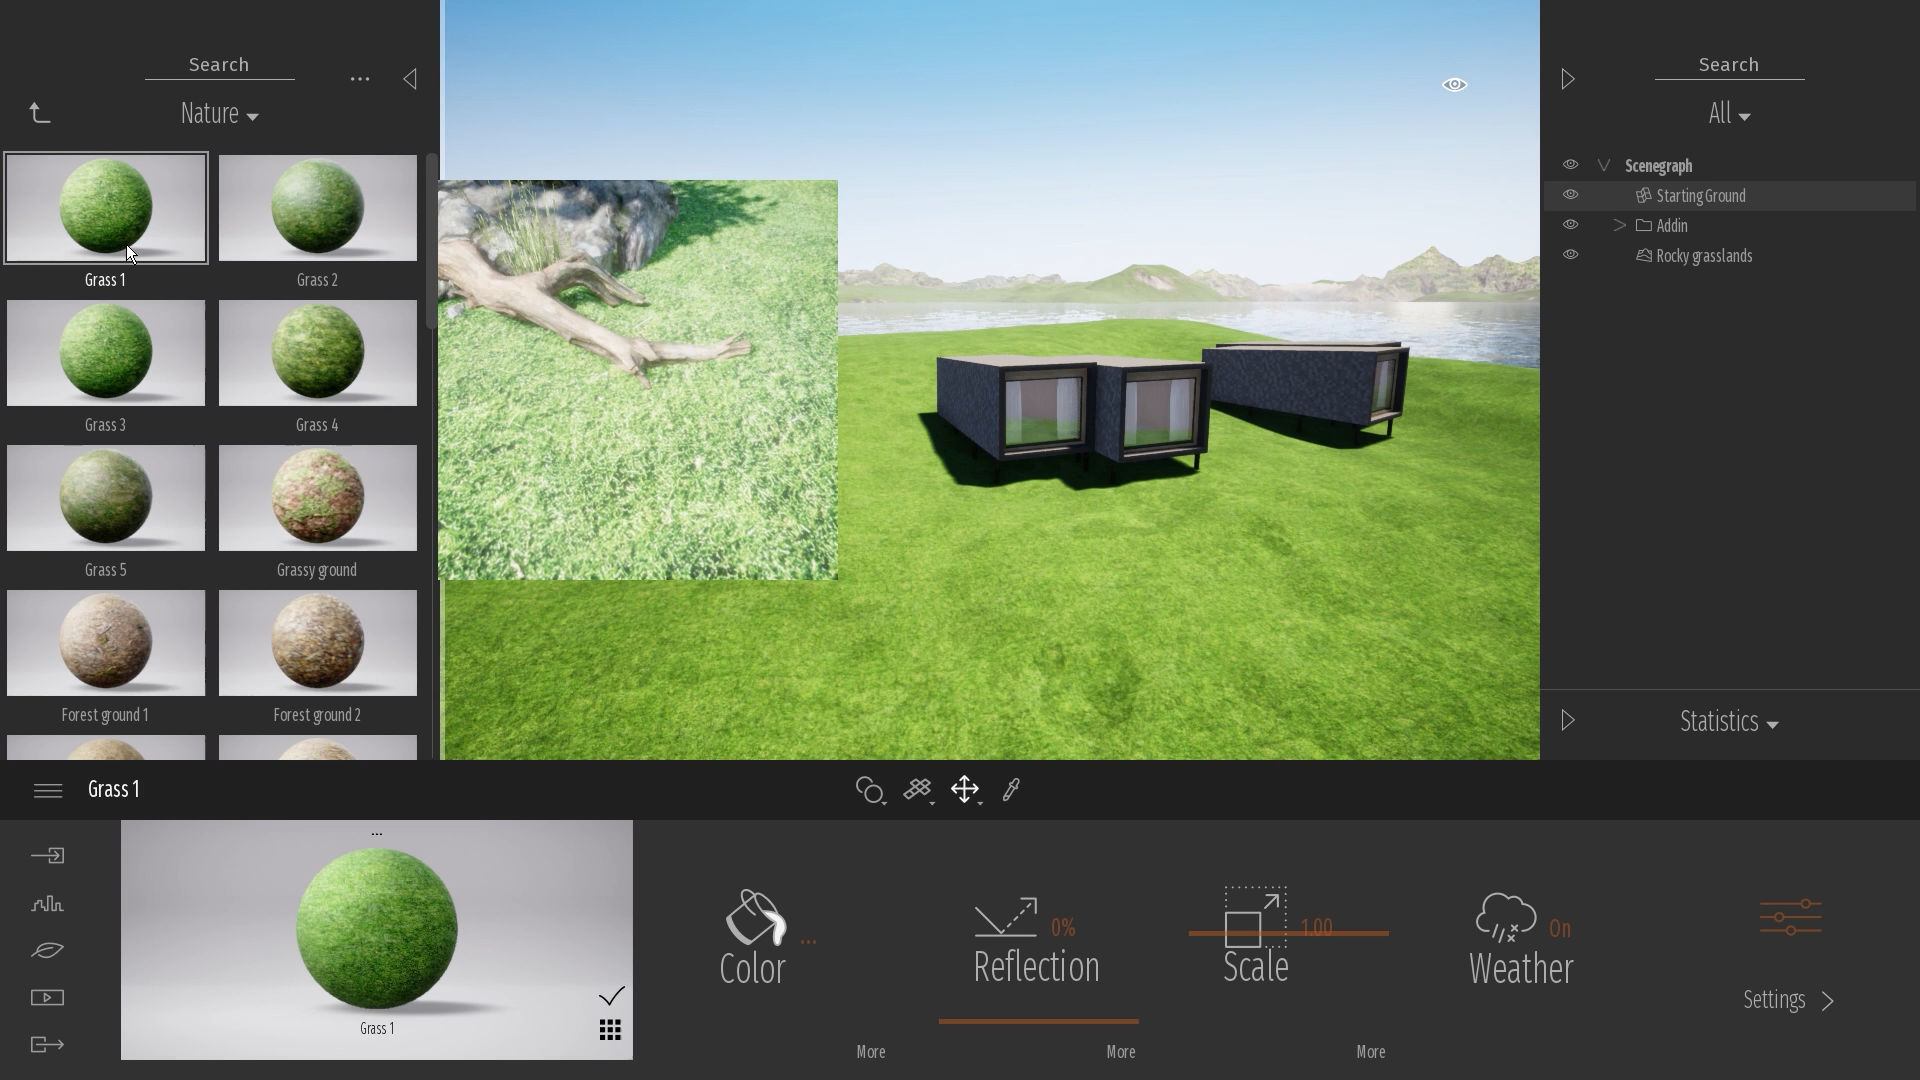 Search
...
Nature
Grass 1
Grass 2
Grass 3
Grass 4
Grass 5
Grassy ground
Forest ground 1
Forest ground 2
Search
All
Scenegraph
Starting Ground
Addin
Rocky grasslands
Statistics
Grass 1
...
Grass 1
Color
...
More
Reflection
0%
More
Scale
1.00
More
Weather
On
Settings